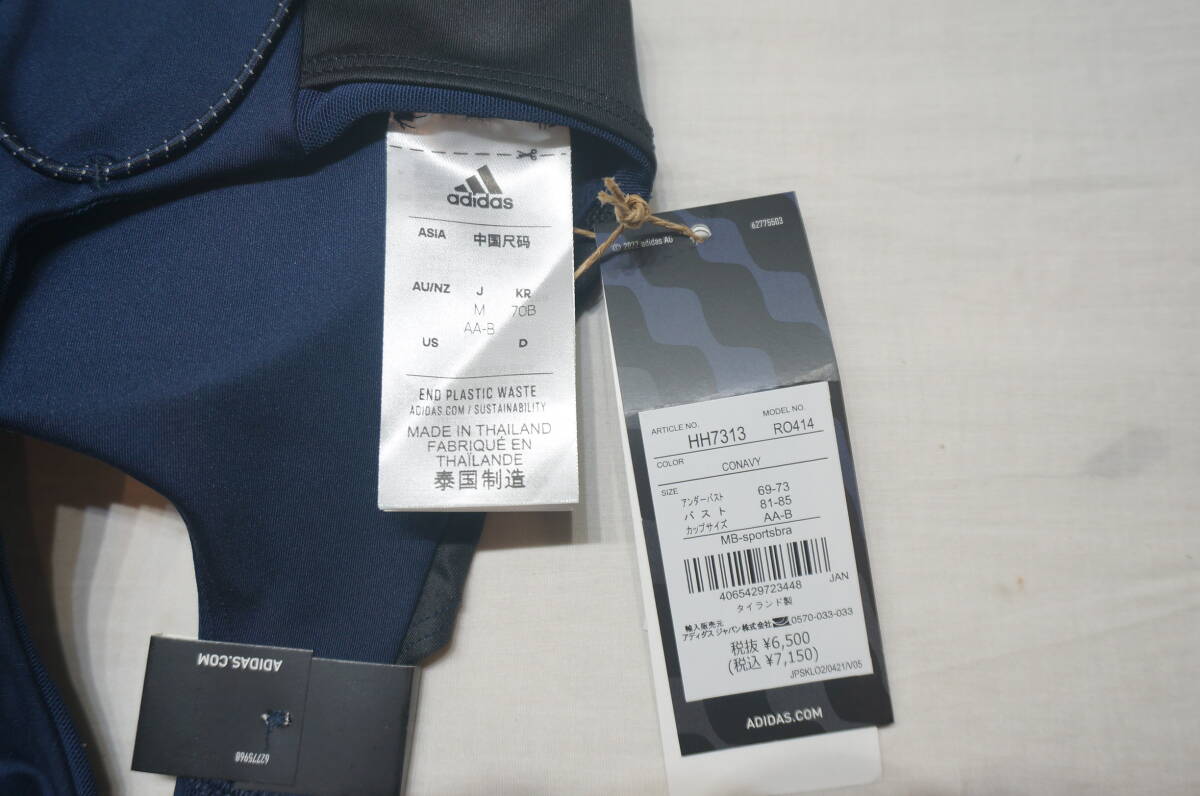 adidas
ASIA 中国尺码
AU/NZ J KR
M 70B
AA-B
US D
END PLASTIC WASTE
ADIDAS.COM / SUSTAINABILITY
MADE IN THAILAND
FABRIQUÉ EN
THAÏLANDE
泰国制造
62775503
© 2022 adidas AG
ARTICLE NO. MODEL NO.
HH7313 RO414
COLOR CONAVY
SIZE
アンダーバスト 69-73
バスト 81-85
カップサイズ AA-B
MB-sportsbra
4065429723448 JAN
タイランド製
輸入販売元
アディダス ジャパン株式会社 0570-033-033
税抜 ¥6,500
(税込 ¥7,150)
JPSKLO2/0421/V05
ADIDAS.COM
ADIDAS.COM
62775968